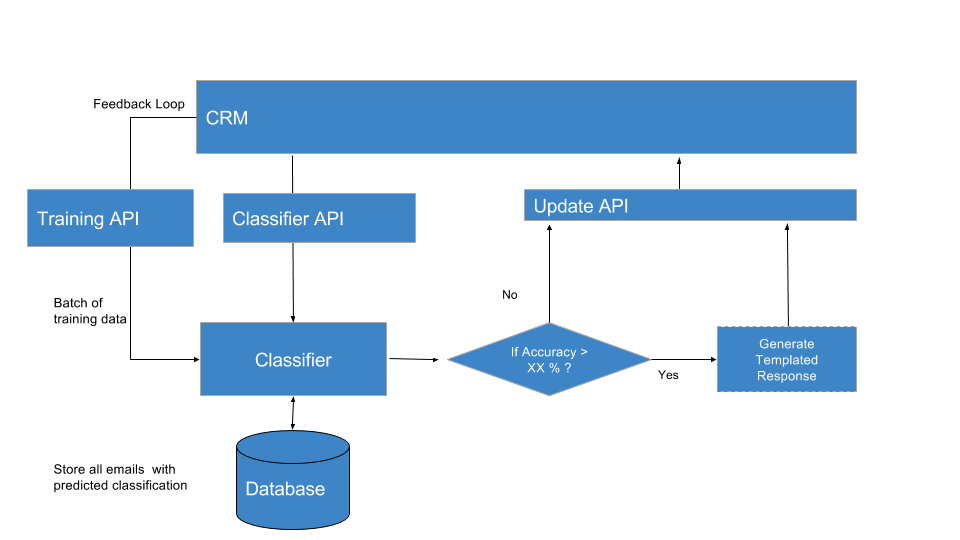 Feedback Loop
CRM
Training API
Classifier API
Update API
Batch of
training data
No
Classifier
If Accuracy >
XX % ?
Yes
Generate
Templated
Response
Store all emails  with
predicted classification
Database